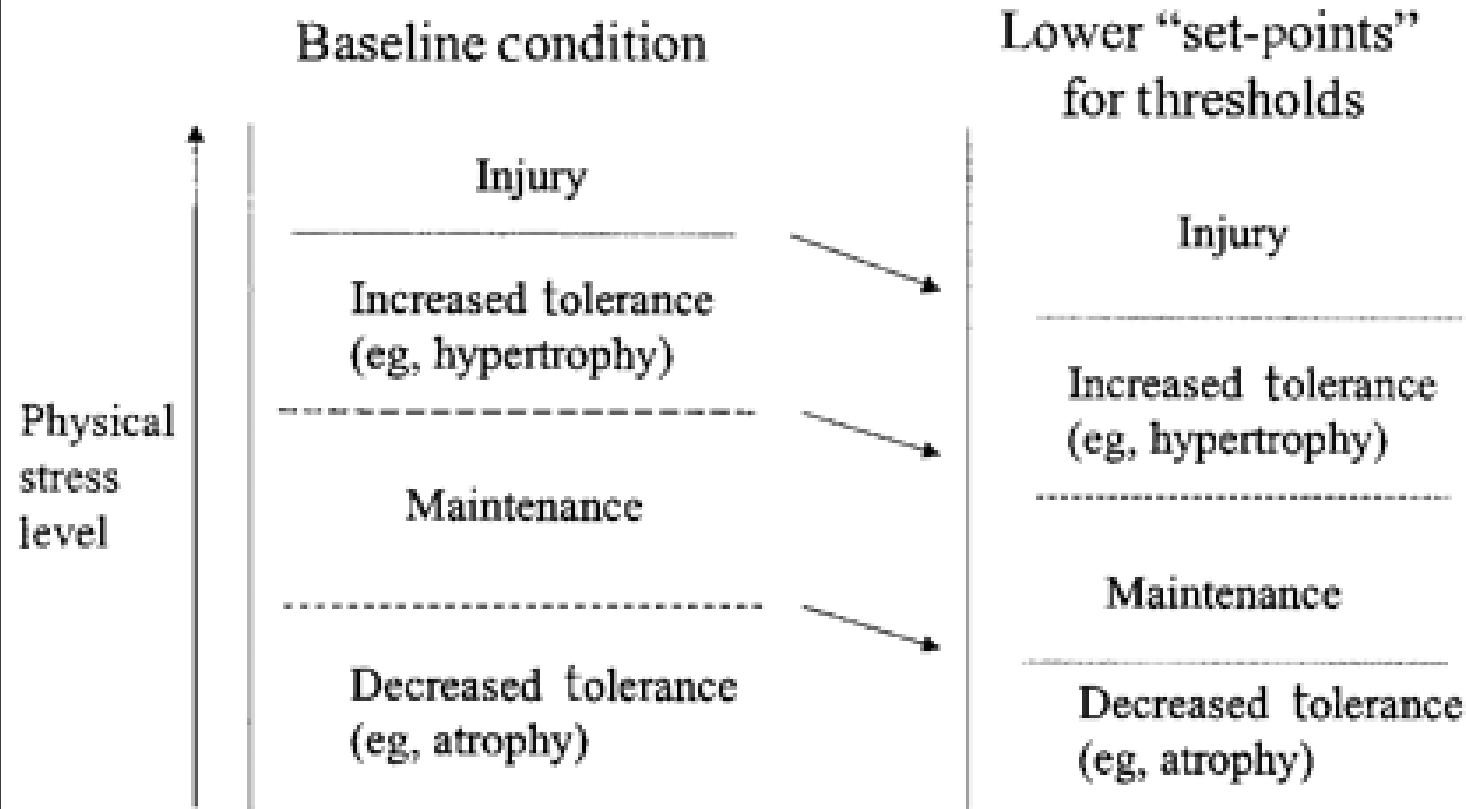 Baseline condition
Lower “set-points”
for thresholds
Physical
stress
level
Injury
Increased tolerance
(eg, hypertrophy)
Maintenance
Decreased tolerance
(eg, atrophy)
Injury
Increased tolerance
(eg, hypertrophy)
Maintenance
Decreased tolerance
(eg, atrophy)